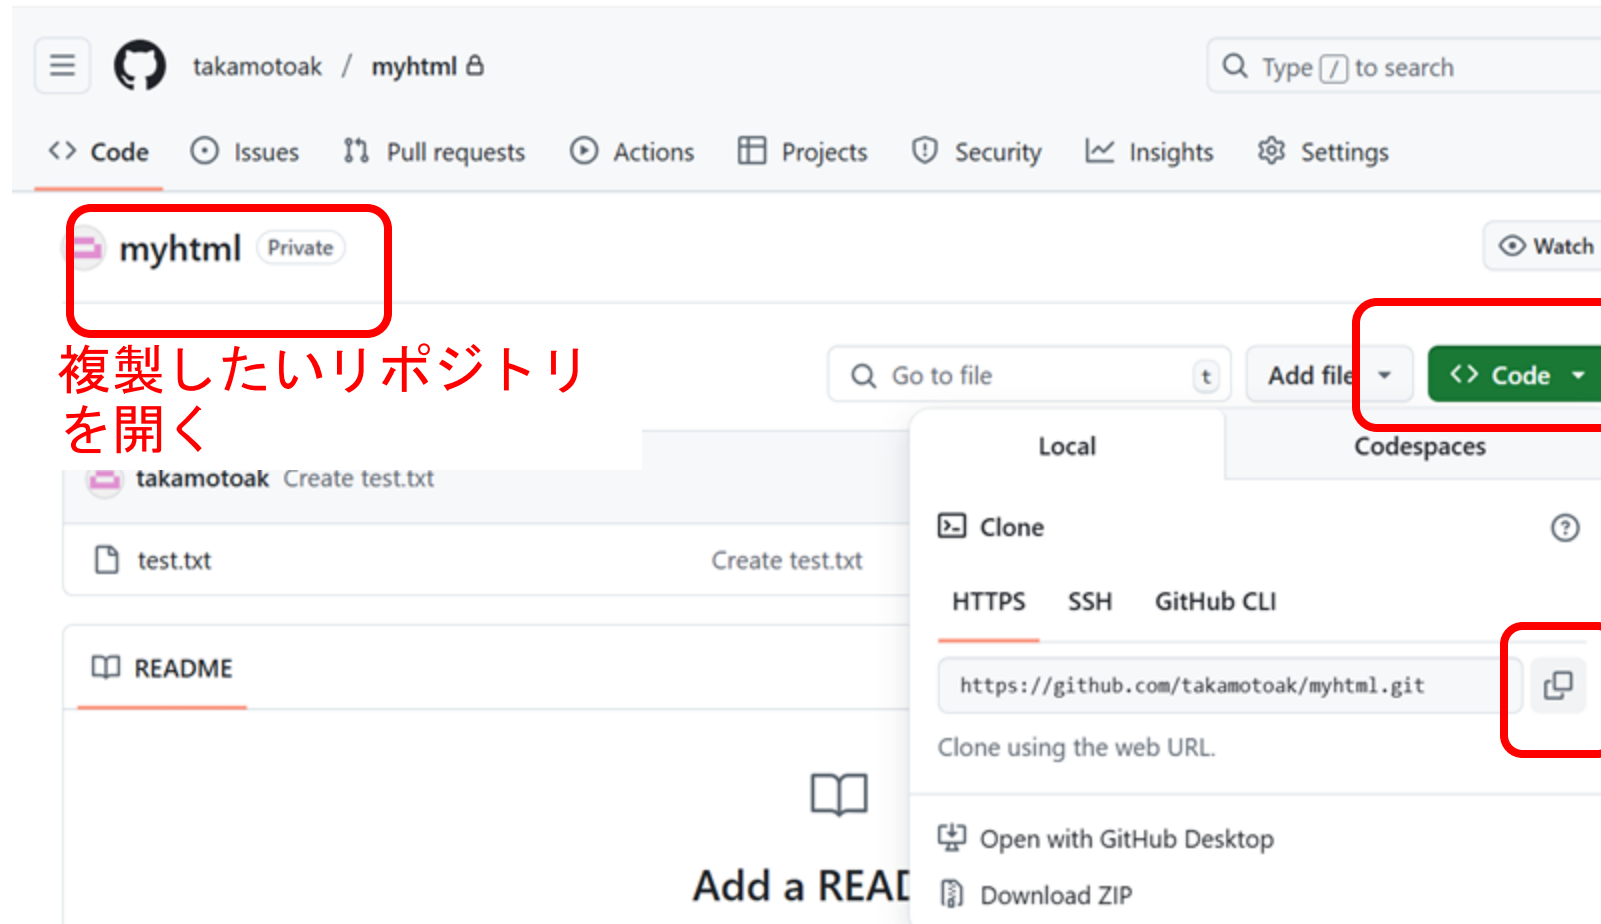 takamotoak / myhtml
Type / to search
Code Issues Pull requests Actions Projects Security Insights Settings
myhtml Private
Watch
複製したいリポジトリ
を開く
Go to file t
Add file
Code
takamotoak Create test.txt
test.txt Create test.txt
README
Add a READ
Local Codespaces
Clone
HTTPS SSH GitHub CLI
https://github.com/takamotoak/myhtml.git
Clone using the web URL.
Open with GitHub Desktop
Download ZIP